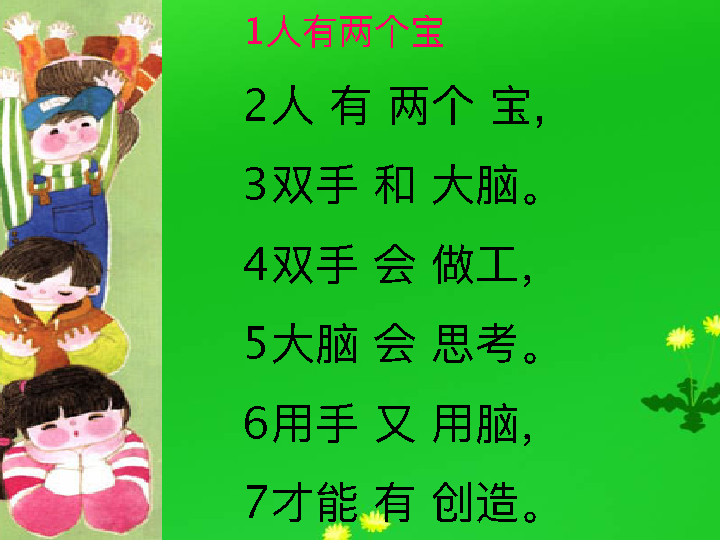 1人有两个宝
2人 有 两个 宝，
3双手 和 大脑。
4双手 会 做工，
5大脑 会 思考。
6用手 又 用脑，
7才能 有 创造。